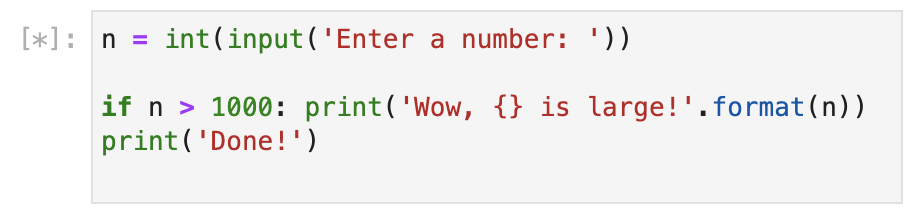 [*]: n = int(input('Enter a number: '))
if n > 1000: print('Wow, {} is large!'.format(n))
print('Done!')